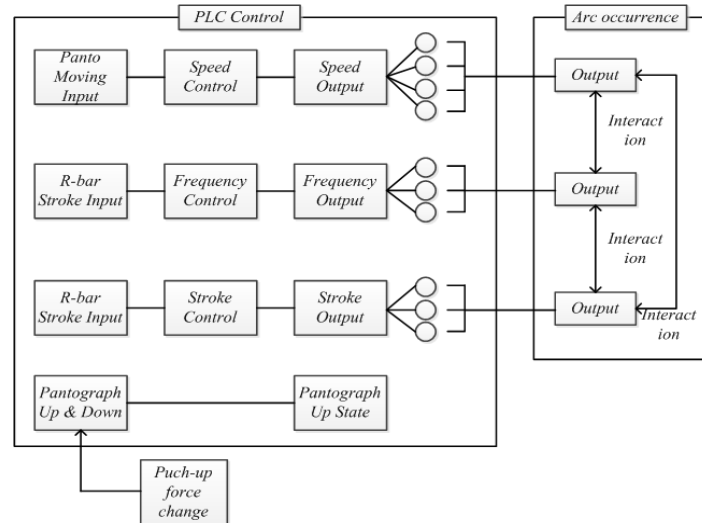 PLC Control
Arc occurrence
Panto
Moving
Input
Speed
Control
Speed
Output
Output
Interact
ion
R-bar
Stroke Input
Frequency
Control
Frequency
Output
Output
Interact
ion
R-bar
Stroke Input
Stroke
Control
Stroke
Output
Output
Interact
ion
Pantograph
Up & Down
Pantograph
Up State
Puch-up
force
change